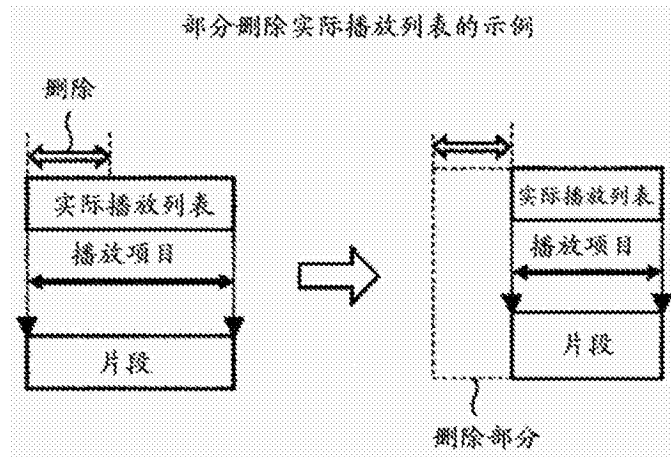 部分删除实际播放列表的示例
删除
实际播放列表
播放项目
片段
实际播放列表
播放项目
片段
删除部分